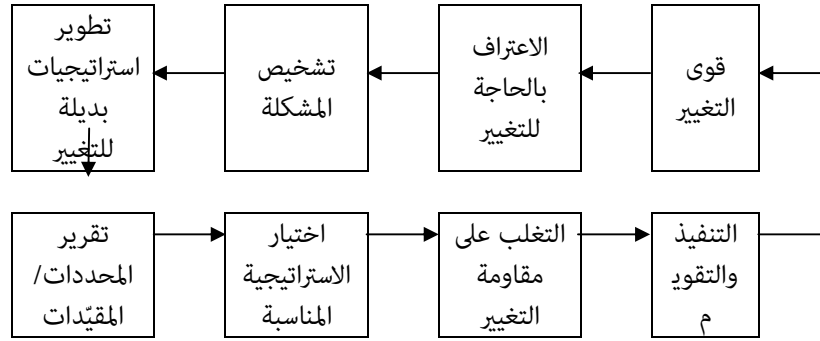 قوى
التغيير
الاعتراف
بالحاجة
للتغيير
تشخيص
المشكلة
تطوير
استراتيجيات
بديلة
للتغيير
تقرير
المحددات/
المقيّدات
اختيار
الاستراتيجية
المناسبة
التغلب على
مقاومة
التغيير
التنفيذ
والتقوي
م